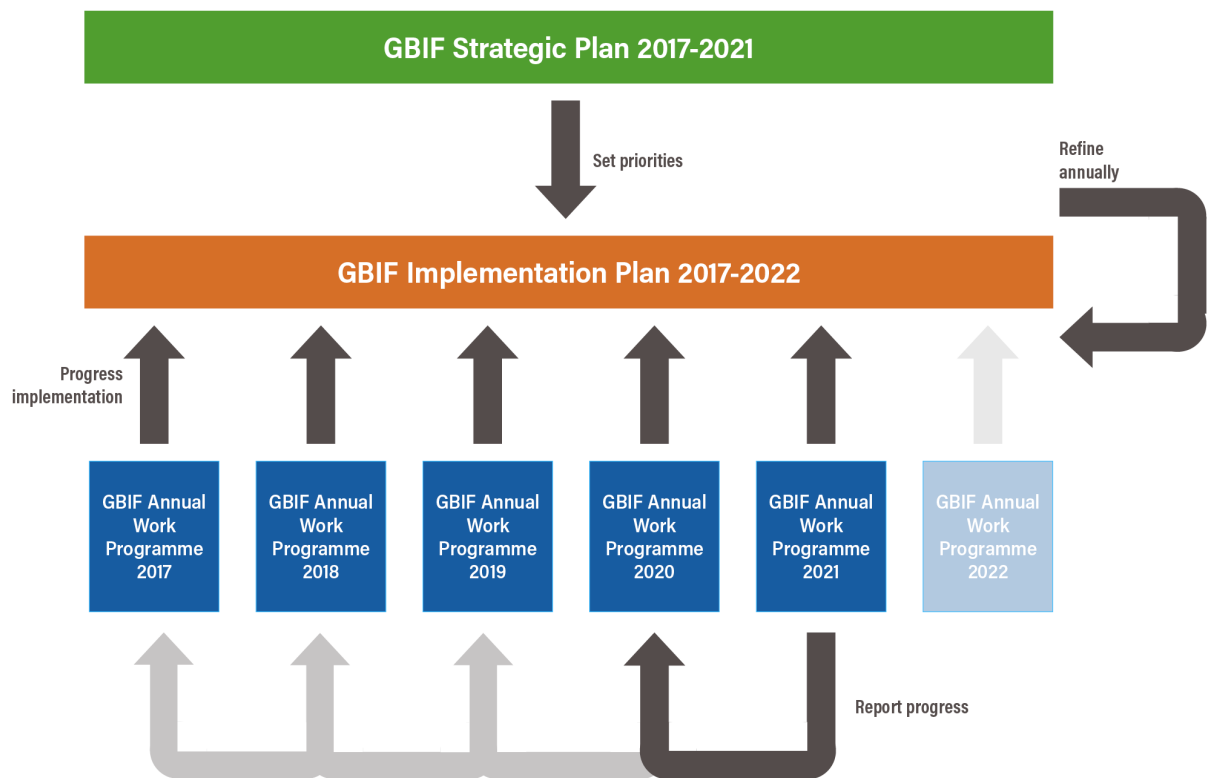 GBIF Strategic Plan 2017-2021
Set priorities
Refine
annually
GBIF Implementation Plan 2017-2022
Progress
implementation
GBIF Annual
Work
Programme
2017
GBIF Annual
Work
Programme
2018
GBIF Annual
Work
Programme
2019
GBIF Annual
Work
Programme
2020
GBIF Annual
Work
Programme
2021
GBIF Annual
Work
Programme
2022
Report progress